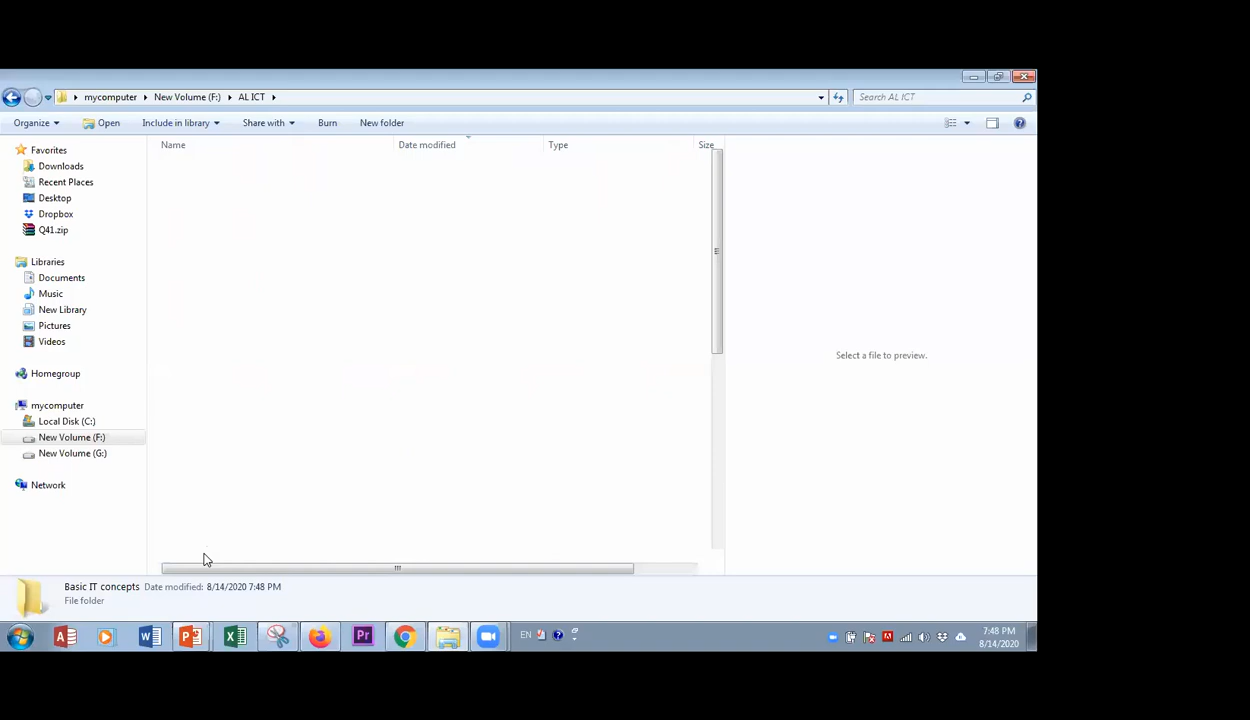 mycomputer New Volume (F:) AL ICT
Search AL ICT
Organize Open Include in library Share with Burn New folder
Name Date modified Type Size
Favorites
Downloads
Recent Places
Desktop
Dropbox
Q41.zip
Libraries
Documents
Music
New Library
Pictures
Videos
Homegroup
mycomputer
Local Disk (C:)
New Volume (F:)
New Volume (G:)
Network
Select a file to preview.
Basic IT concepts Date modified: 8/14/2020 7:48 PM
File folder
EN
7:48 PM
8/14/2020